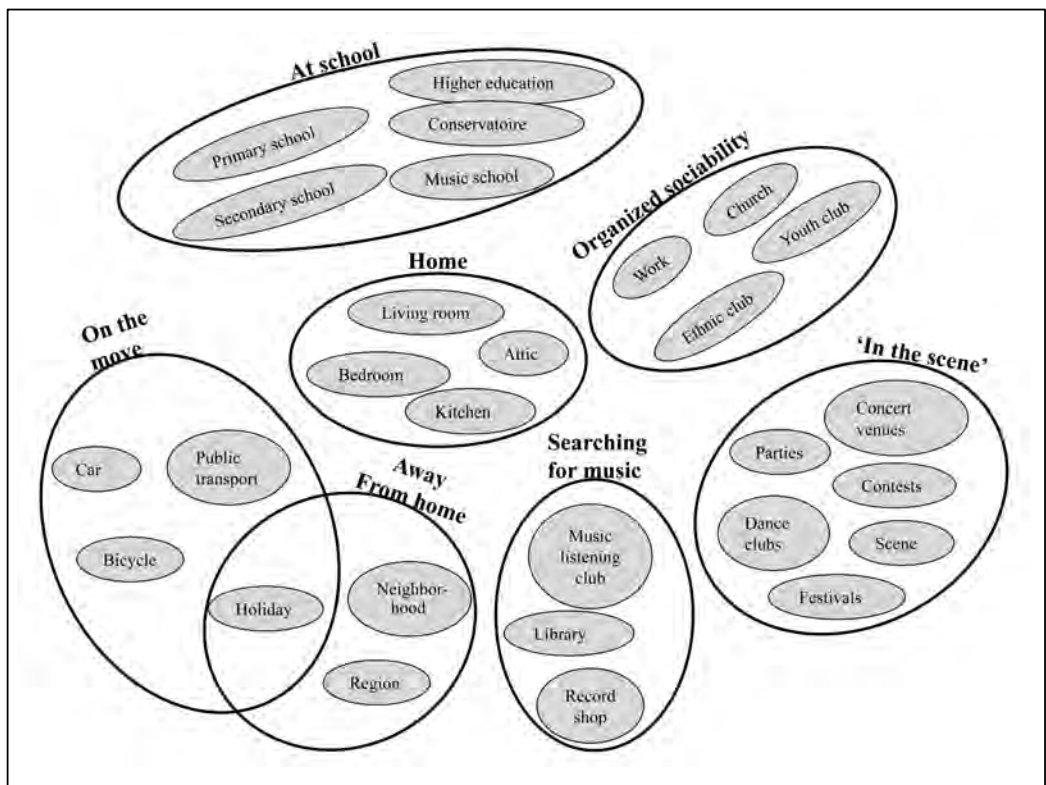 At school
Higher education
Conservatoire
Primary school
Music school
Secondary school
Organized sociability
Church
Youth club
Work
Ethnic club
Home
Living room
Attic
Bedroom
Kitchen
On the
move
Car
Public
transport
Bicycle
Holiday
Away
From home
Neighbor-
hood
Region
Searching
for music
Music
listening
club
Library
Record
shop
‘In the scene’
Concert
venues
Parties
Contests
Dance
clubs
Scene
Festivals